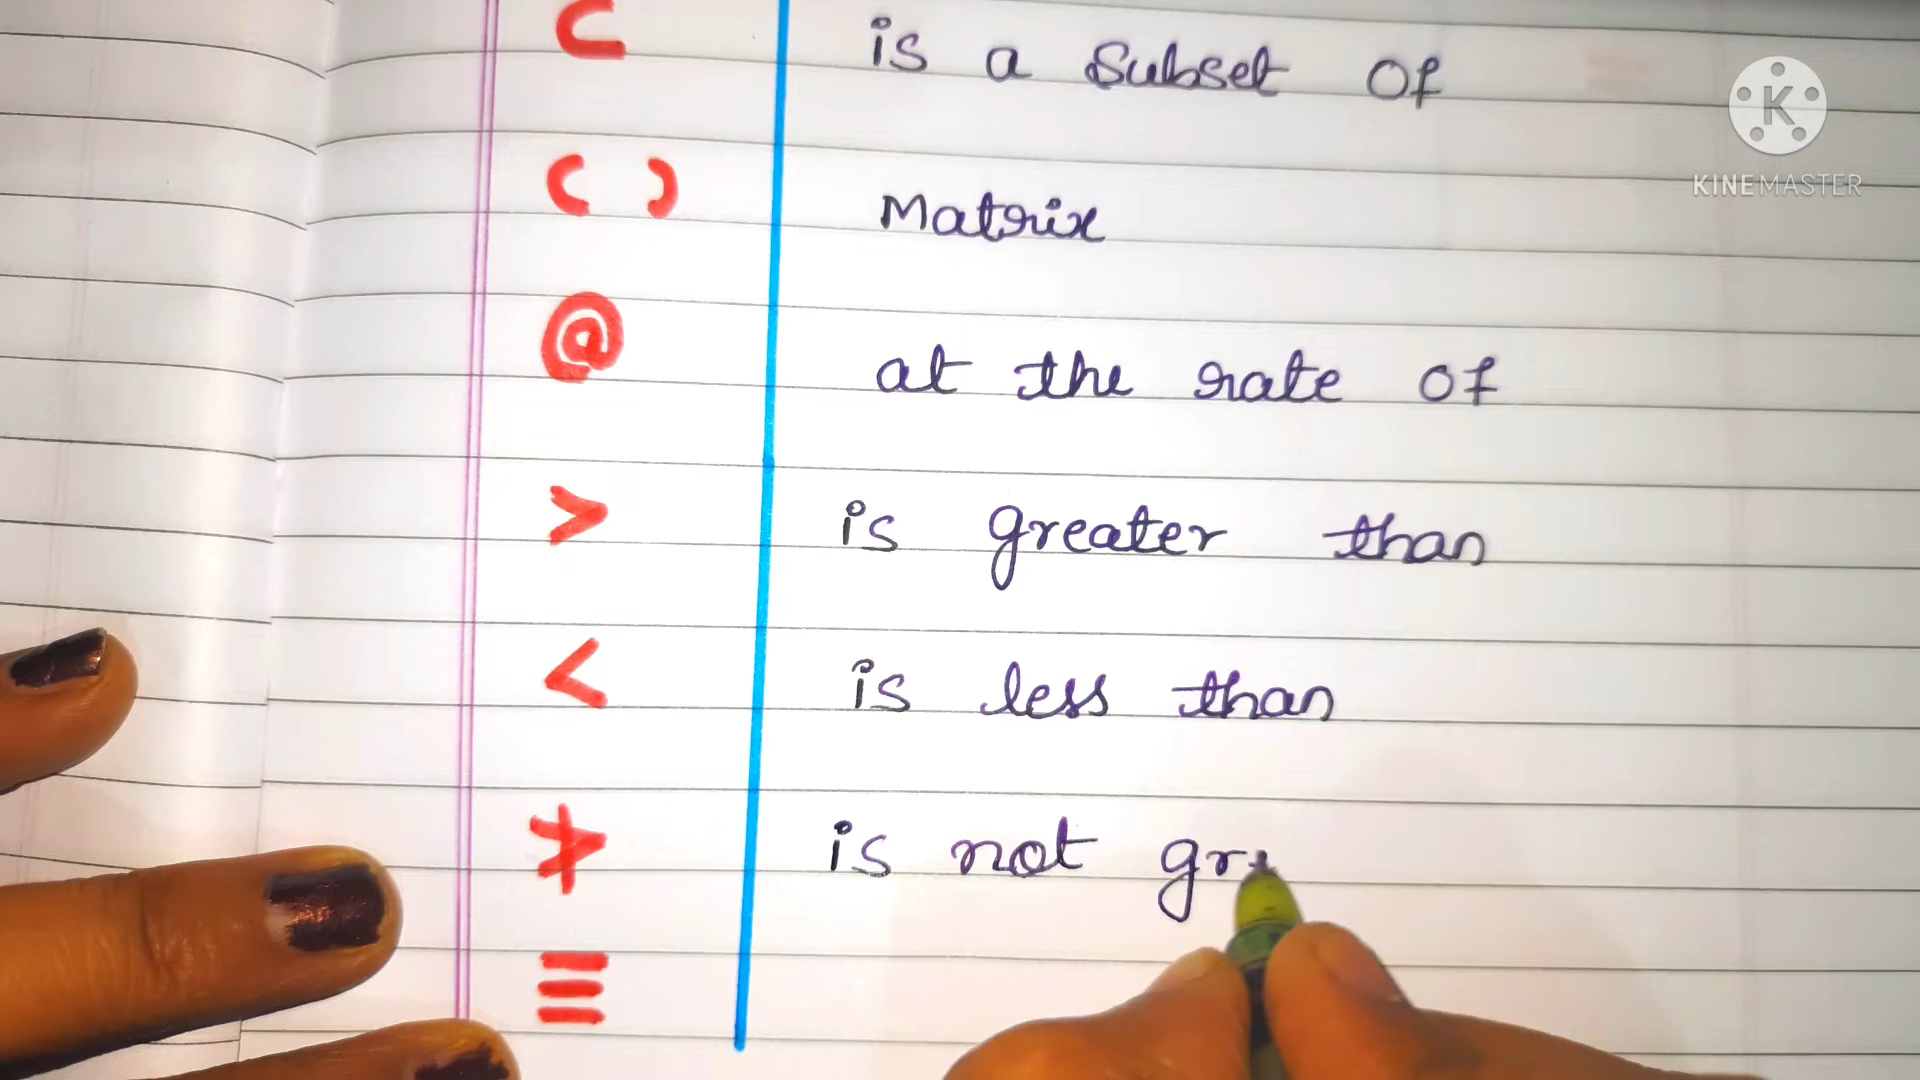 ⊂ is a subset of
K
KINEMASTER
( ) Matrix
@ at the rate of
> is greater than
< is less than
≯ is not gr
≡